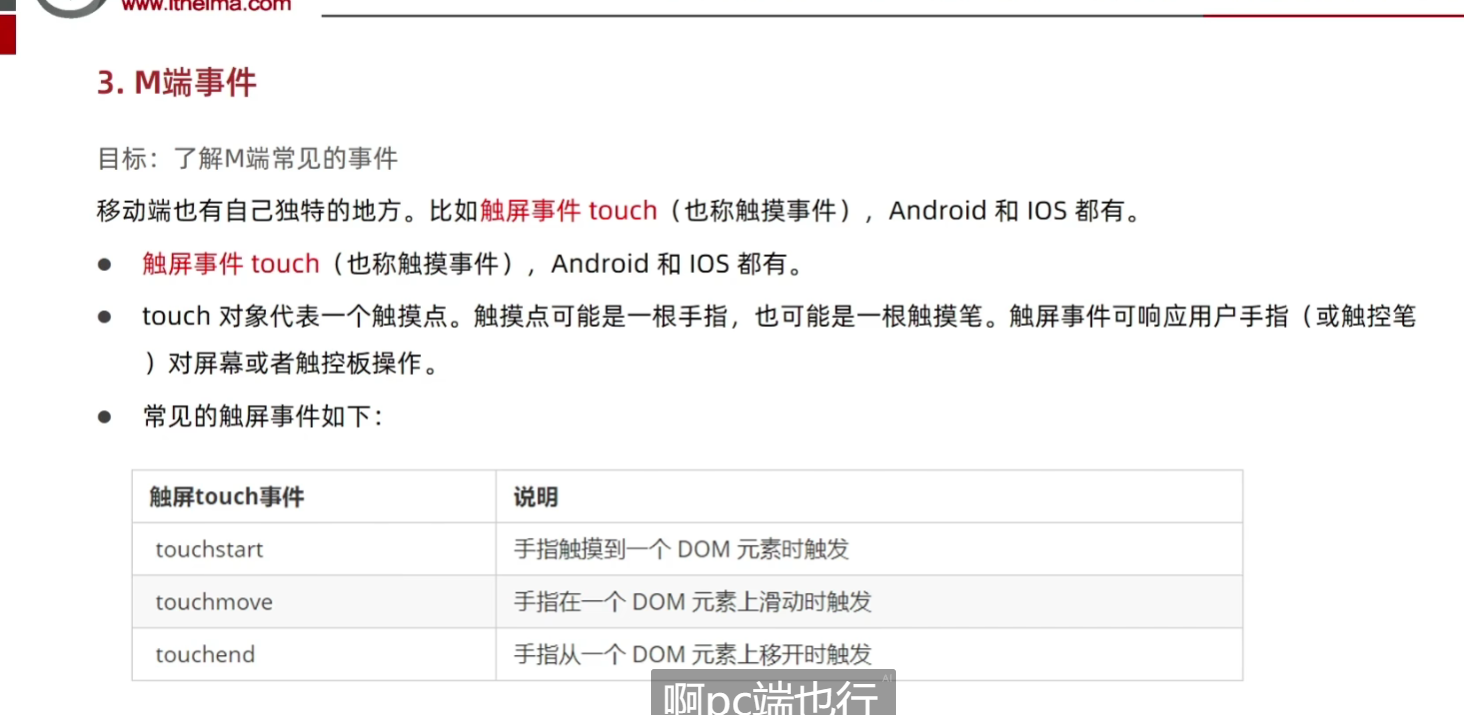 www.itheima.com
3. M端事件
目标：了解M端常见的事件
移动端也有自己独特的地方。比如触屏事件 touch（也称触摸事件），Android 和 IOS 都有。
● 触屏事件 touch（也称触摸事件），Android 和 IOS 都有。
● touch 对象代表一个触摸点。触摸点可能是一根手指，也可能是一根触摸笔。触屏事件可响应用户手指（或触控笔
）对屏幕或者触控板操作。
● 常见的触屏事件如下：
触屏touch事件 说明
touchstart 手指触摸到一个 DOM 元素时触发
touchmove 手指在一个 DOM 元素上滑动时触发
touchend 手指从一个 DOM 元素上移开时触发
AI
啊pc端也行